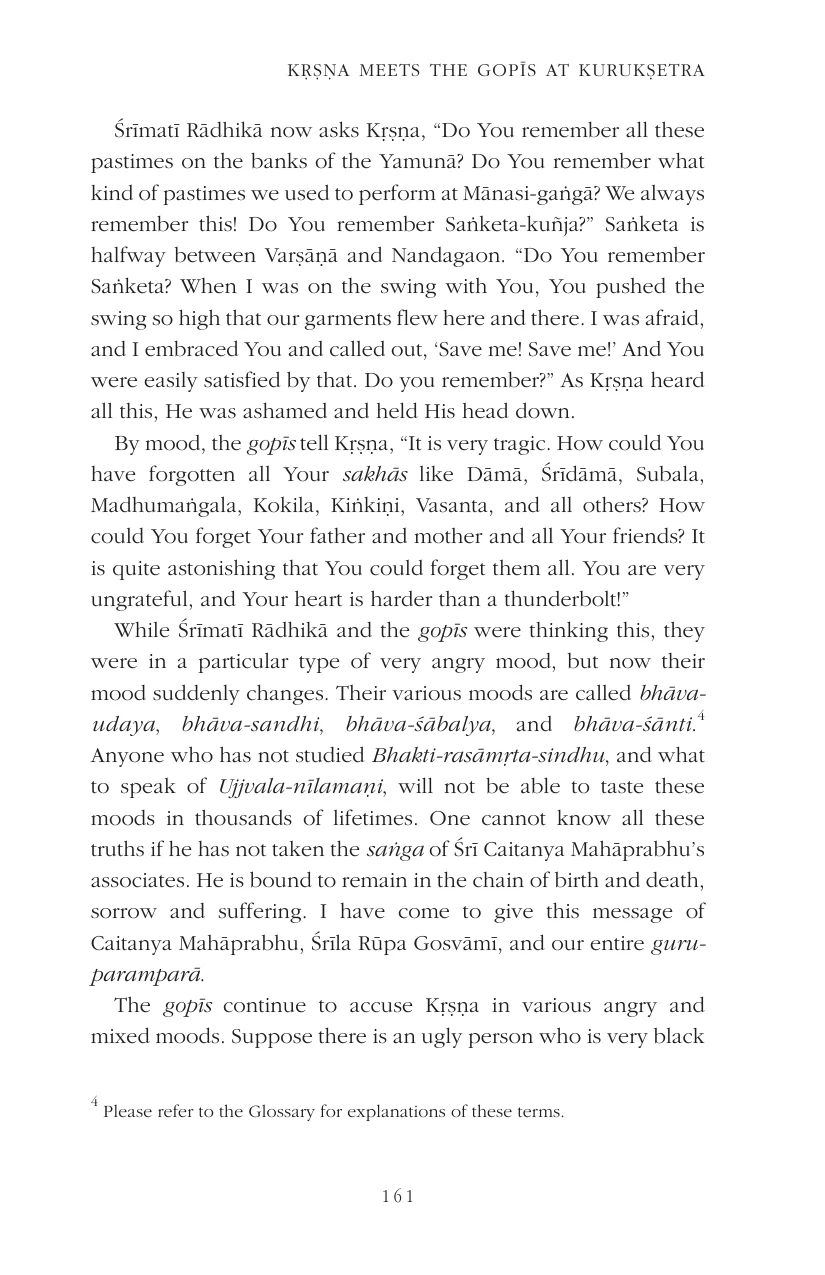 KṚṢṆA MEETS THE GOPĪS AT KURUKṢETRA
Śrīmatī Rādhikā now asks Kṛṣṇa, “Do You remember all these
pastimes on the banks of the Yamunā? Do You remember what
kind of pastimes we used to perform at Mānasi-gaṅgā? We always
remember this! Do You remember Saṅketa-kuñja?” Saṅketa is
halfway between Varṣāṇā and Nandagaon. “Do You remember
Saṅketa? When I was on the swing with You, You pushed the
swing so high that our garments flew here and there. I was afraid,
and I embraced You and called out, ‘Save me! Save me!’ And You
were easily satisfied by that. Do you remember?” As Kṛṣṇa heard
all this, He was ashamed and held His head down.
By mood, the gopīs tell Kṛṣṇa, “It is very tragic. How could You
have forgotten all Your sakhās like Dāmā, Śrīdāmā, Subala,
Madhumaṅgala, Kokila, Kiṅkiṇi, Vasanta, and all others? How
could You forget Your father and mother and all Your friends? It
is quite astonishing that You could forget them all. You are very
ungrateful, and Your heart is harder than a thunderbolt!”
While Śrīmatī Rādhikā and the gopīs were thinking this, they
were in a particular type of very angry mood, but now their
mood suddenly changes. Their various moods are called bhāva-
udaya, bhāva-sandhi, bhāva-śābalya, and bhāva-śānti.4
Anyone who has not studied Bhakti-rasāmṛta-sindhu, and what
to speak of Ujjvala-nīlamaṇi, will not be able to taste these
moods in thousands of lifetimes. One cannot know all these
truths if he has not taken the saṅga of Śrī Caitanya Mahāprabhu’s
associates. He is bound to remain in the chain of birth and death,
sorrow and suffering. I have come to give this message of
Caitanya Mahāprabhu, Śrīla Rūpa Gosvāmī, and our entire guru-
paramparā.
The gopīs continue to accuse Kṛṣṇa in various angry and
mixed moods. Suppose there is an ugly person who is very black
4 Please refer to the Glossary for explanations of these terms.
161